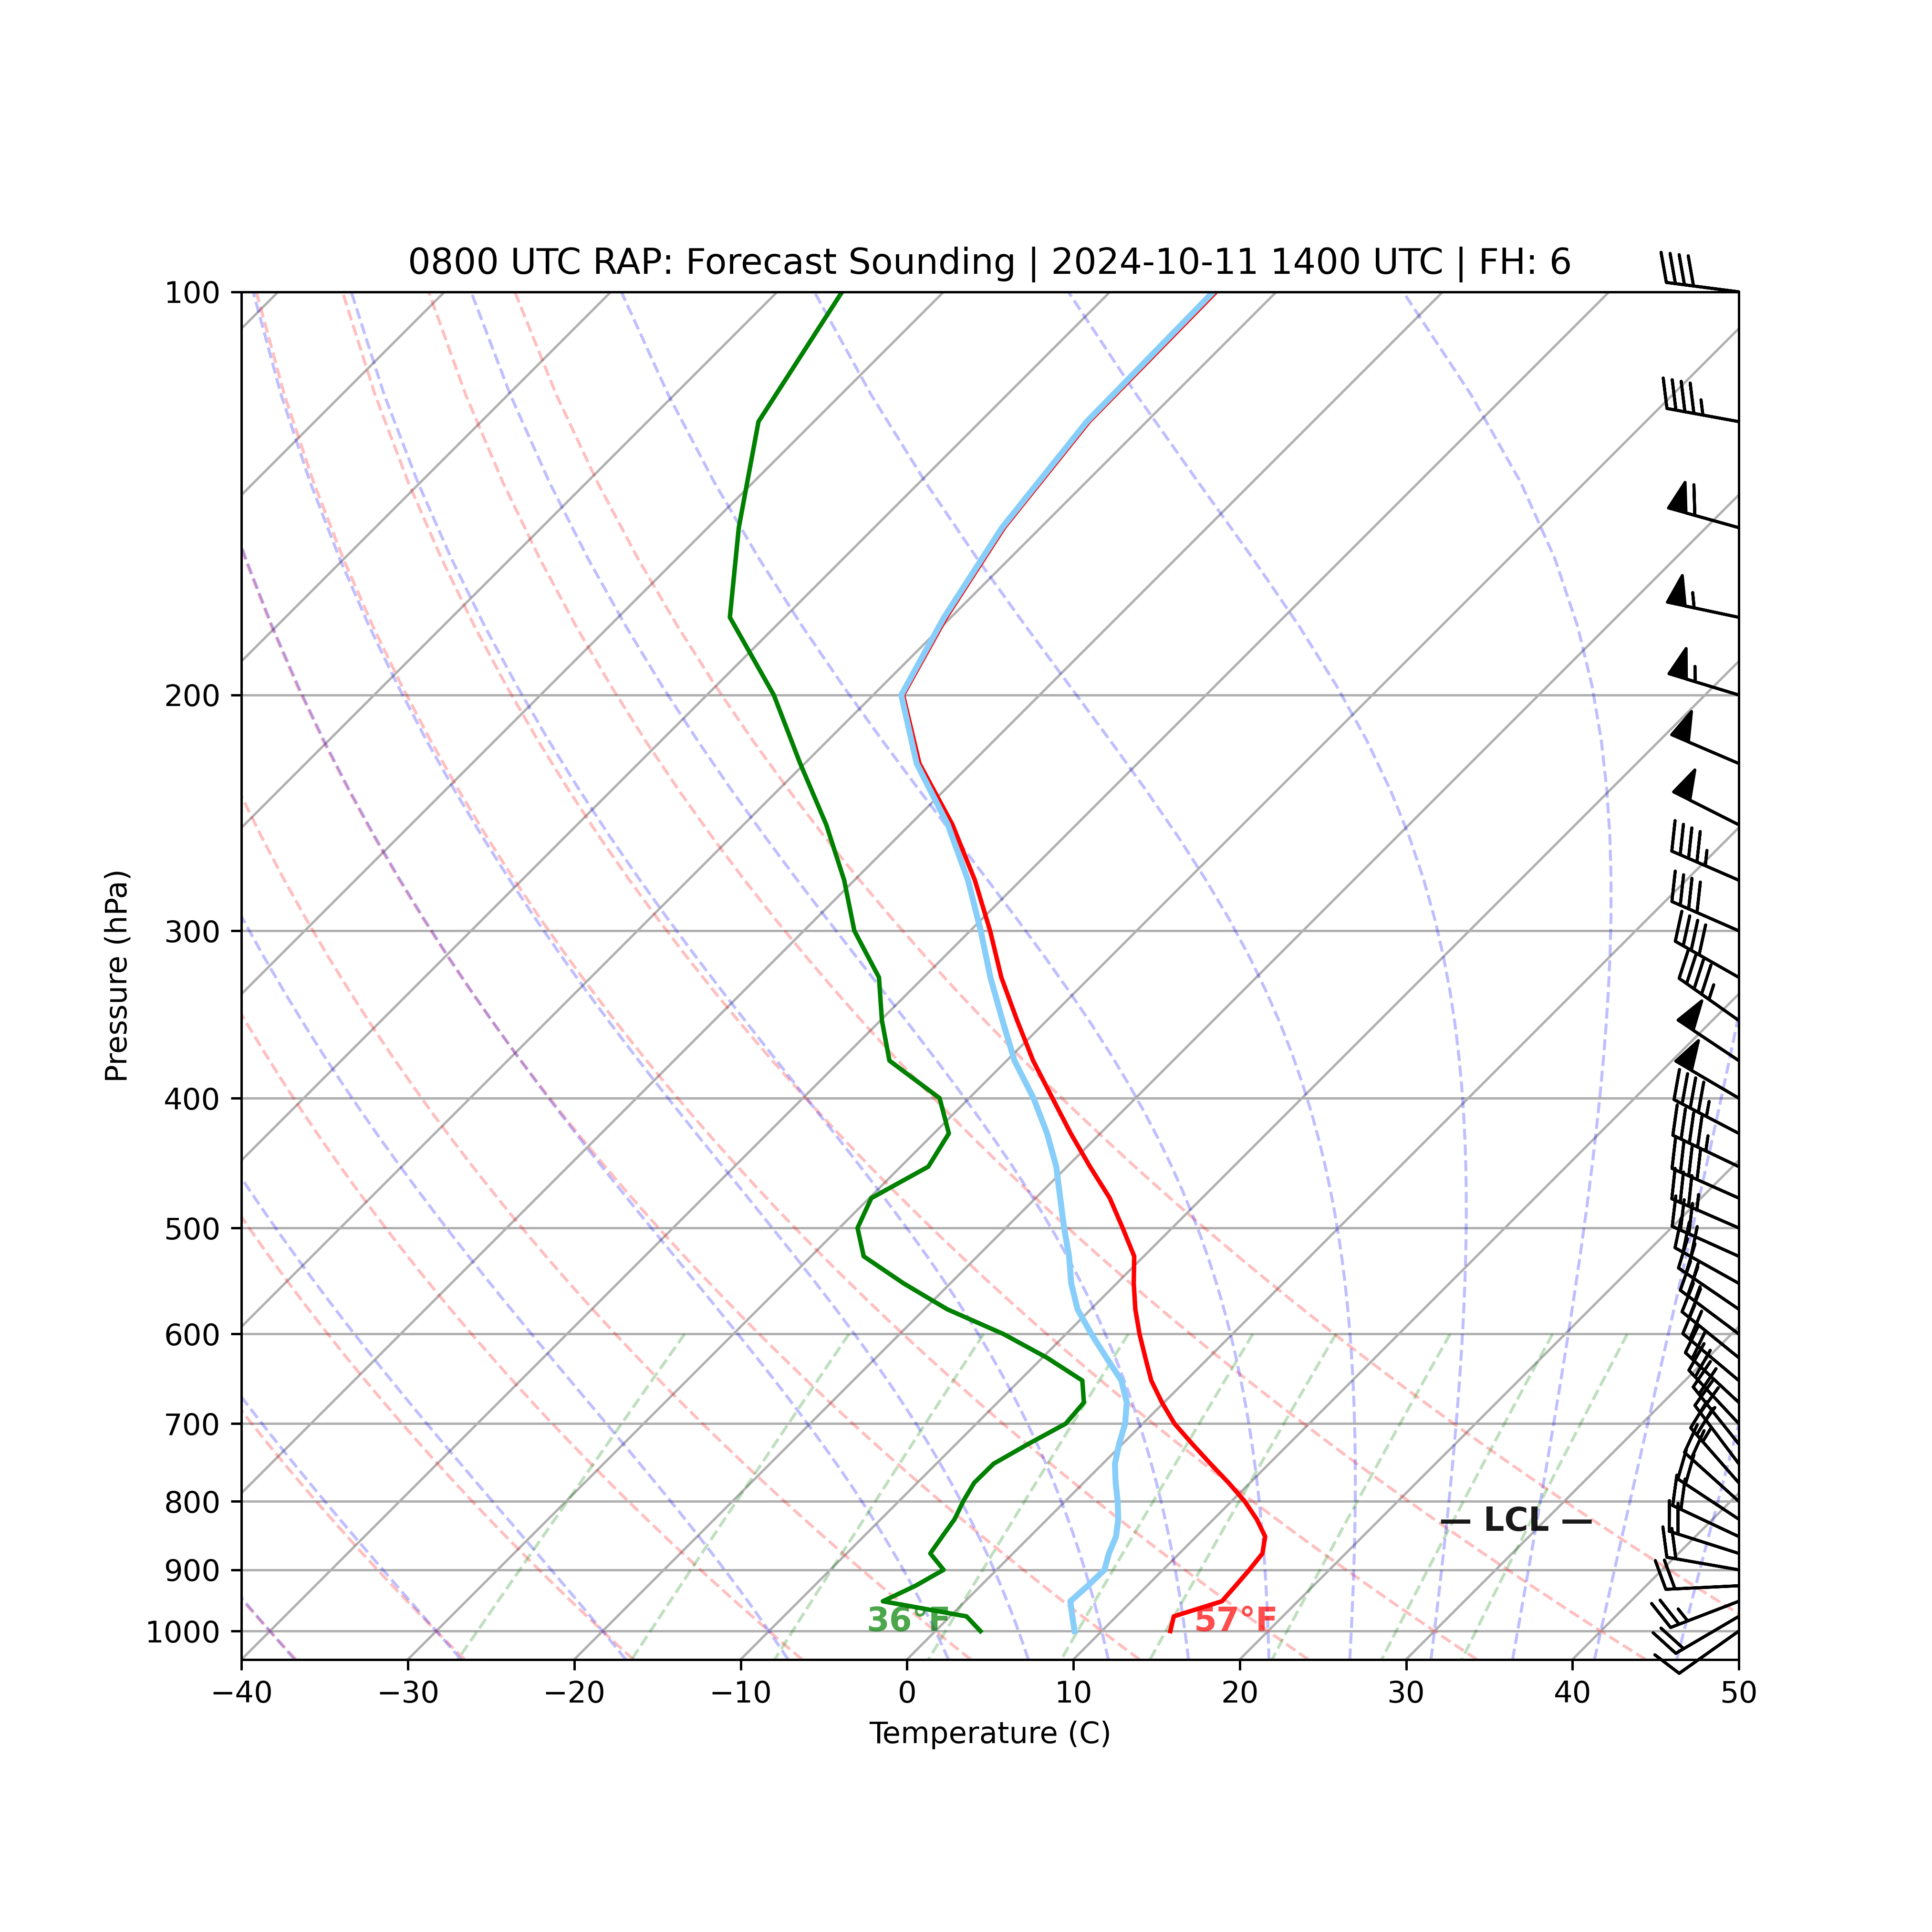 0800 UTC RAP: Forecast Sounding | 2024-10-11 1400 UTC | FH: 6
100
200
300
400
500
600
700
800
900
1000
Pressure (hPa)
— LCL —
36°F
57°F
−40 −30 −20 −10 0 10 20 30 40 50
Temperature (C)